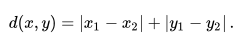 d(x, y) = |x₁ − x₂| + |y₁ − y₂| .